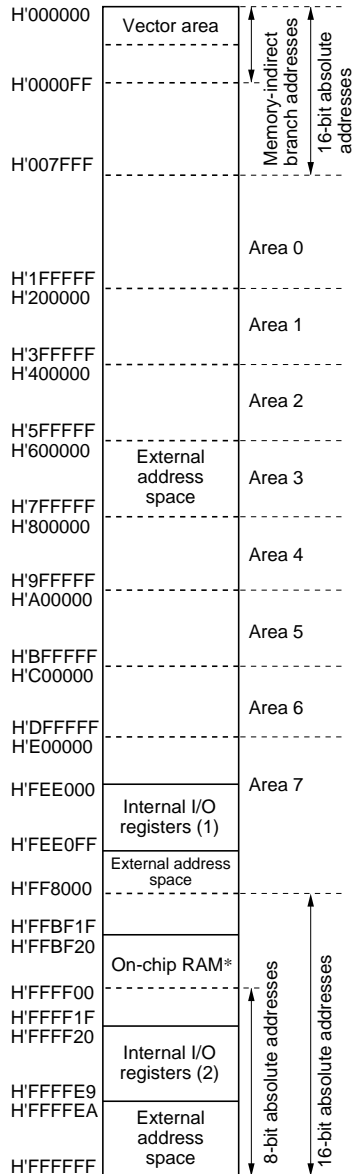 H'000000
Vector area
H'0000FF
Memory-indirect
branch addresses
16-bit absolute
addresses
H'007FFF
Area 0
H'1FFFFF
H'200000
Area 1
H'3FFFFF
H'400000
Area 2
H'5FFFFF
H'600000
External
address
space
Area 3
H'7FFFFF
H'800000
Area 4
H'9FFFFF
H'A00000
Area 5
H'BFFFFF
H'C00000
Area 6
H'DFFFFF
H'E00000
Area 7
H'FEE000
Internal I/O
registers (1)
H'FEE0FF
External address
space
H'FF8000
H'FFBF1F
H'FFBF20
On-chip RAM*
H'FFFF00
H'FFFF1F
H'FFFF20
Internal I/O
registers (2)
8-bit absolute addresses
16-bit absolute addresses
H'FFFFE9
H'FFFFEA
External
address
space
H'FFFFFF